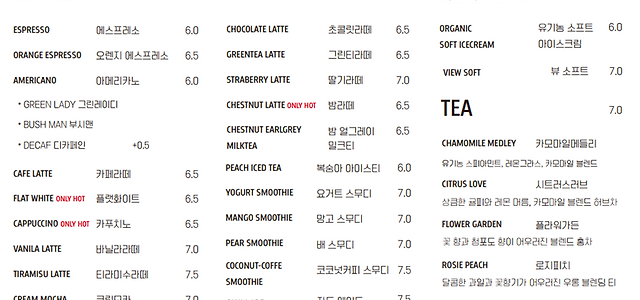 ESPRESSO 에스프레소 6.0
ORANGE ESPRESSO 오렌지 에스프레소 6.5
AMERICANO 아메리카노 6.0
• GREEN LADY 그린레이디
• BUSH MAN 부시맨
• DECAF 디카페인 +0.5
CAFE LATTE 카페라떼 6.5
FLAT WHITE ONLY HOT 플랫화이트 6.5
CAPPUCCINO ONLY HOT 카푸치노 6.5
VANILA LATTE 바닐라라떼 7.0
TIRAMISU LATTE 티라미수라떼 7.5
CREAM MOCHA 크림모카 7.0
CHOCOLATE LATTE 초콜릿라떼 6.5
GREENTEA LATTE 그린티라떼 6.5
STRABERRY LATTE 딸기라떼 7.0
CHESTNUT LATTE ONLY HOT 밤라떼 6.5
CHESTNUT EARLGREY 밤 얼그레이 6.5
MILKTEA 밀크티
PEACH ICED TEA 복숭아 아이스티 6.0
YOGURT SMOOTHIE 요거트 스무디 7.0
MANGO SMOOTHIE 망고 스무디 7.0
PEAR SMOOTHIE 배 스무디 7.0
COCONUT-COFFE 코코넛커피 스무디 7.5
SMOOTHIE
7.5
ORGANIC 유기농 소프트 6.0
SOFT ICECREAM 아이스크림
VIEW SOFT 뷰 소프트 7.0
TEA 7.0
CHAMOMILE MEDLEY 카모마일메들리
유기농 스피아민트, 레몬그라스, 카모마일 블렌드
CITRUS LOVE 시트러스러브
상큼한 귤피와 레몬 머틀, 카모마일 블렌드 허브차
FLOWER GARDEN 플라워가든
꽃 향과 청포도 향이 어우러진 블렌드 홍차
ROSIE PEACH 로지피치
달콤한 과일과 꽃향기가 어우러진 우롱 블렌딩 티